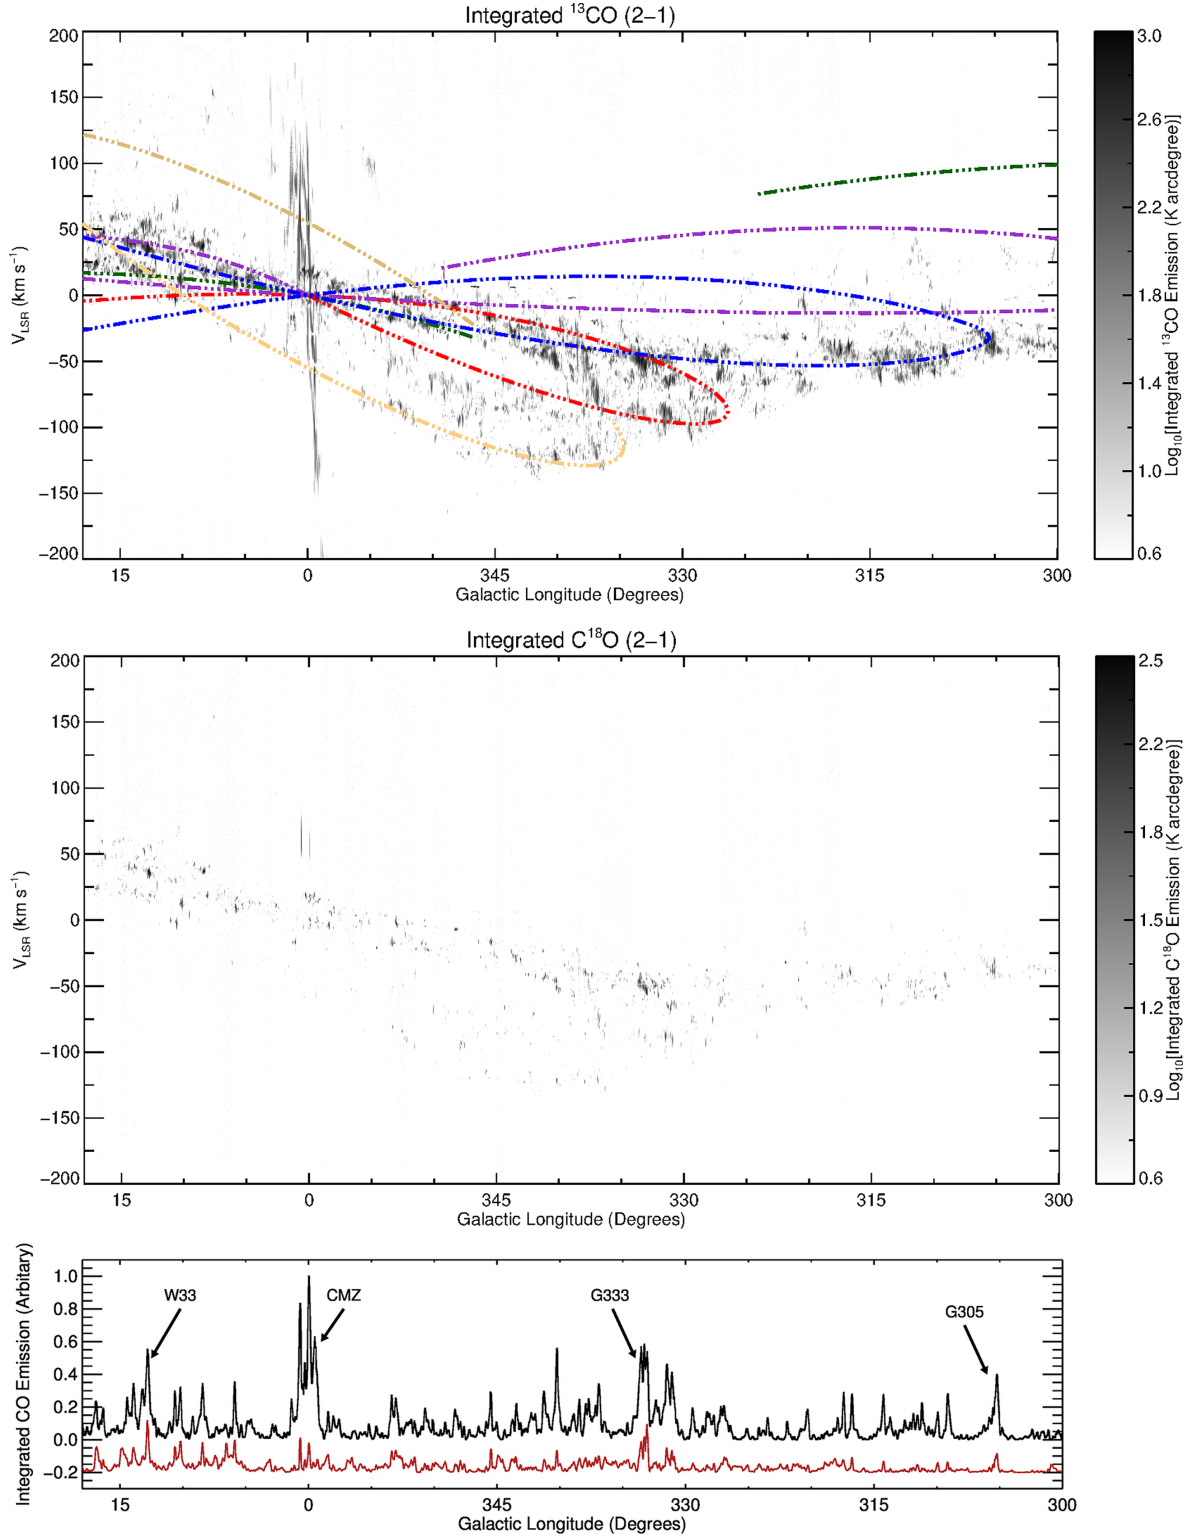 Integrated ¹³CO (2−1)
200
150
100
50
0
−50
−100
−150
−200
V_LSR (km s⁻¹)
15 0 345 330 315 300
Galactic Longitude (Degrees)
3.0
2.6
2.2
1.8
1.4
1.0
0.6
Log₁₀[Integrated ¹³CO Emission (K arcdegree)]
Integrated C¹⁸O (2−1)
200
150
100
50
0
−50
−100
−150
−200
V_LSR (km s⁻¹)
15 0 345 330 315 300
Galactic Longitude (Degrees)
2.5
2.2
1.8
1.5
1.2
0.9
0.6
Log₁₀[Integrated C¹⁸O Emission (K arcdegree)]
Integrated CO Emission (Arbitary)
1.0
0.8
0.6
0.4
0.2
0.0
−0.2
W33
CMZ
G333
G305
15 0 345 330 315 300
Galactic Longitude (Degrees)